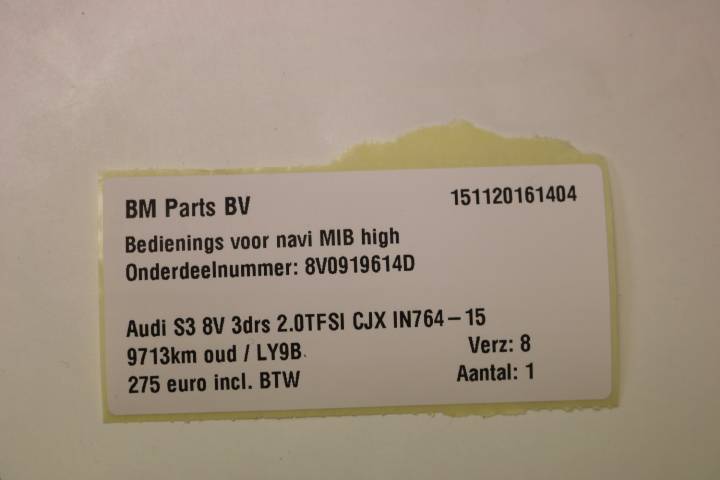 BM Parts BV 151120161404
Bedienings voor navi MIB high
Onderdeelnummer: 8V0919614D
Audi S3 8V 3drs 2.0TFSI CJX IN764-15
9713km oud / LY9B Verz: 8
275 euro incl. BTW Aantal: 1